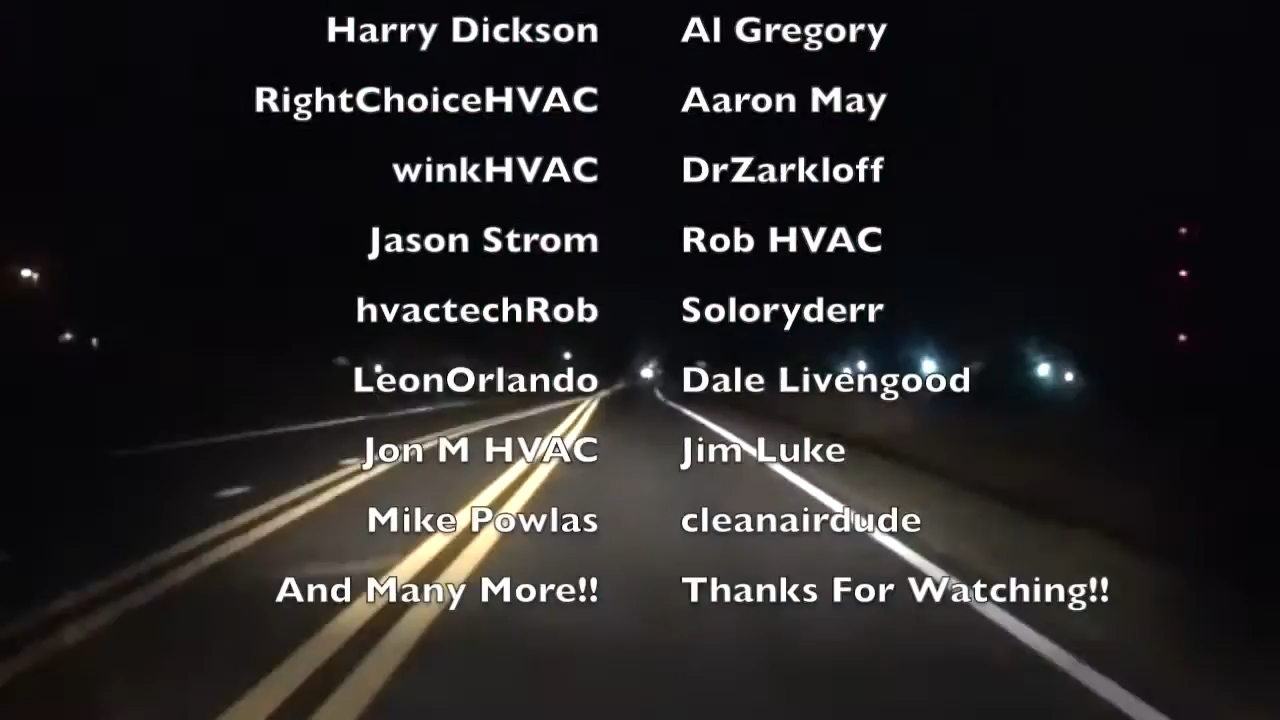 Harry Dickson Al Gregory
RightChoiceHVAC Aaron May
winkHVAC DrZarkloff
Jason Strom Rob HVAC
hvactechRob Soloryderr
LeonOrlando Dale Livengood
Jon M HVAC Jim Luke
Mike Powlas cleanairdude
And Many More!! Thanks For Watching!!